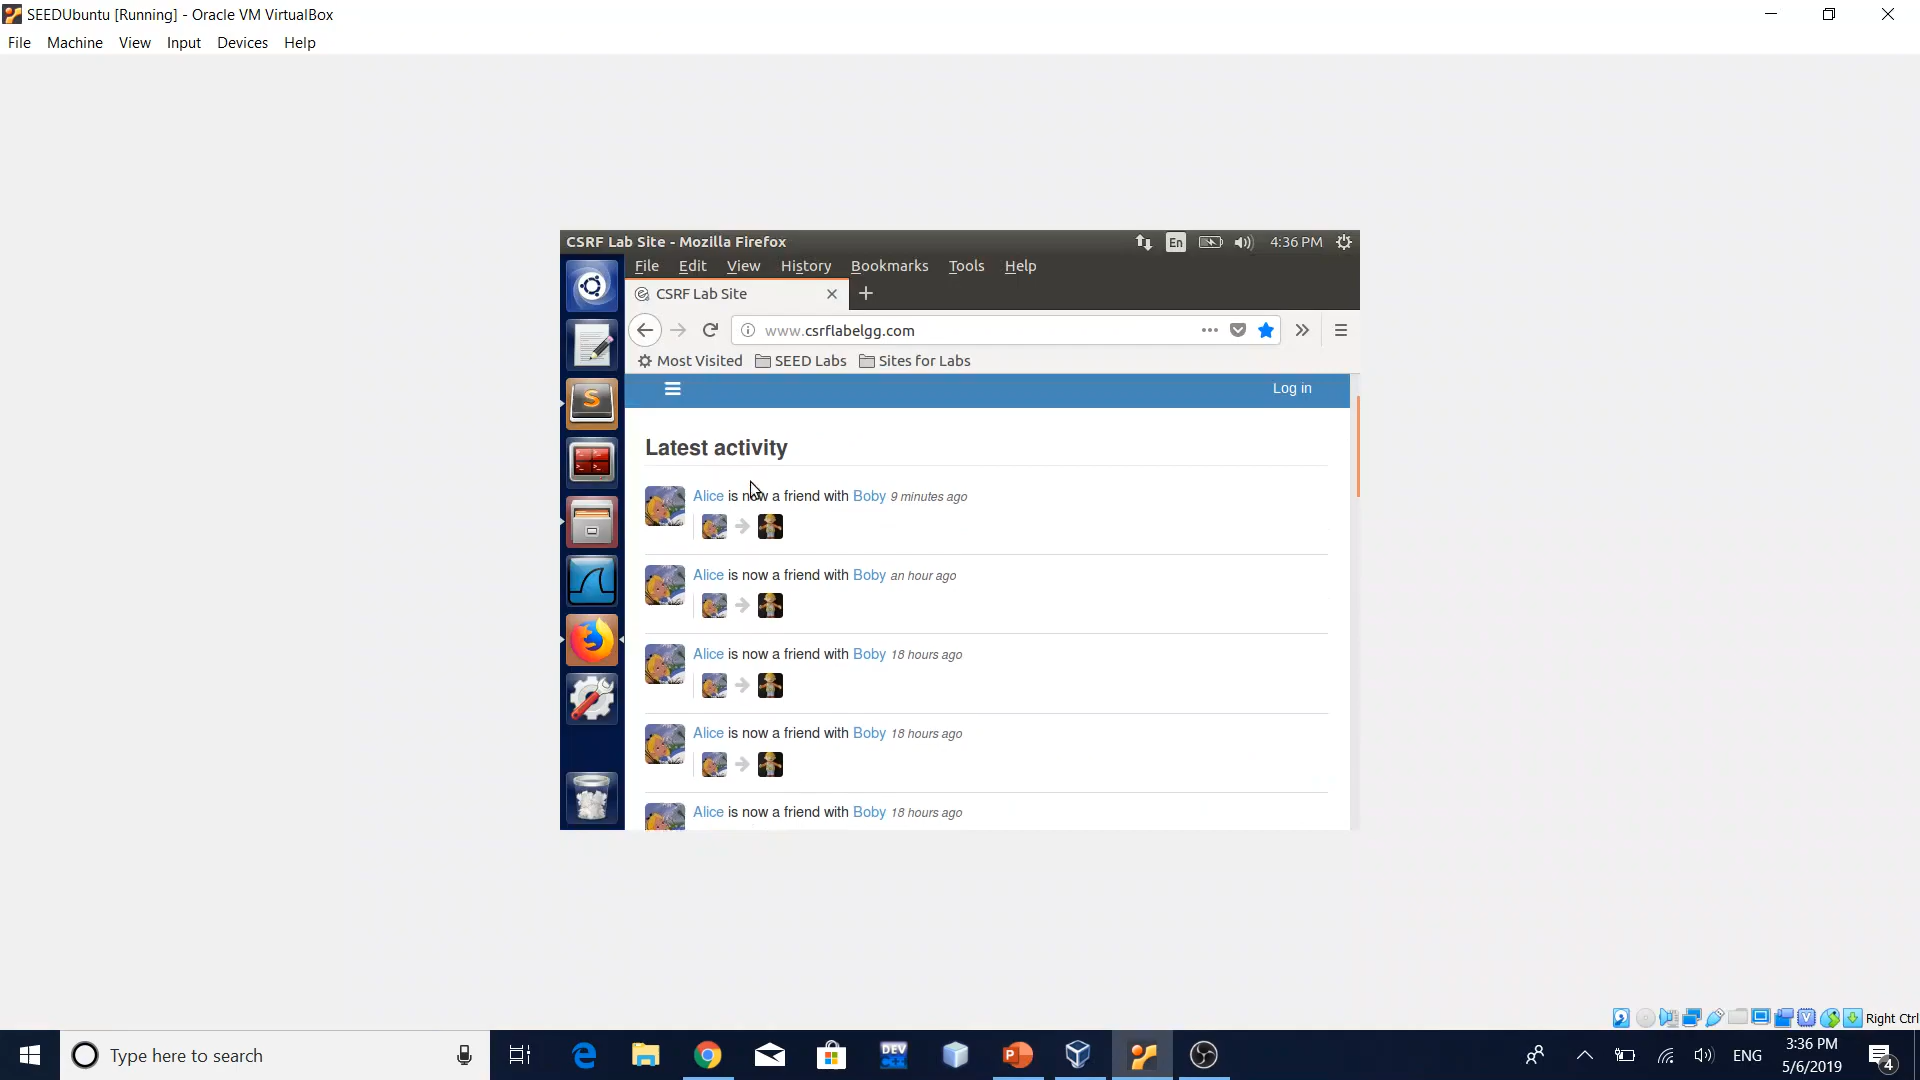 SEEDUbuntu [Running] - Oracle VM VirtualBox
File Machine View Input Devices Help
CSRF Lab Site - Mozilla Firefox En 4:36 PM
File Edit View History Bookmarks Tools Help
CSRF Lab Site
www.csrflabelgg.com
Most Visited SEED Labs Sites for Labs
Log in
Latest activity
Alice is now a friend with Boby 9 minutes ago
Alice is now a friend with Boby an hour ago
Alice is now a friend with Boby 18 hours ago
Alice is now a friend with Boby 18 hours ago
Alice is now a friend with Boby 18 hours ago
Right Ctrl
Type here to search
DEV
ENG
3:36 PM
5/6/2019
4